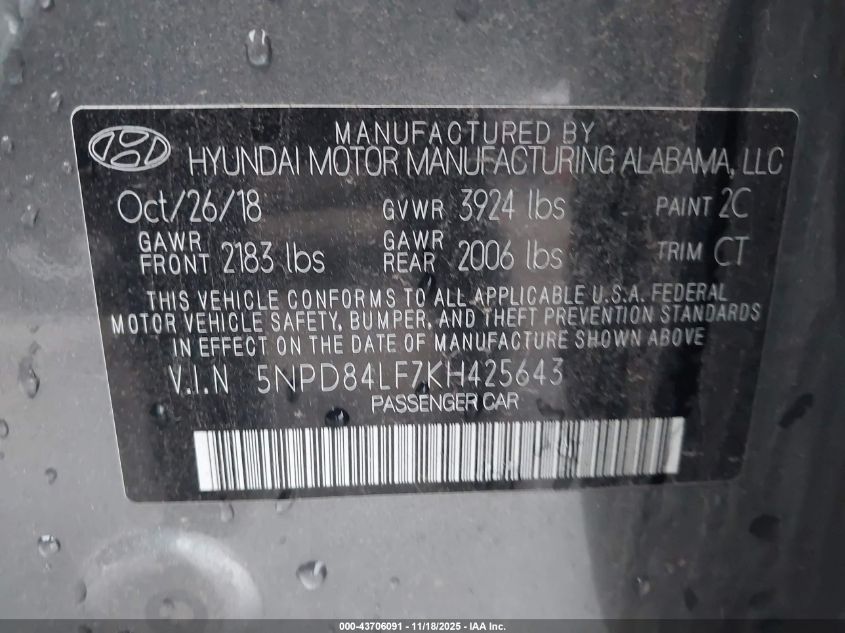 MANUFACTURED BY
HYUNDAI MOTOR MANUFACTURING ALABAMA, LLC
Oct/26/18 GVWR 3924 lbs PAINT 2C
GAWR FRONT 2183 lbs GAWR REAR 2006 lbs TRIM CT
THIS VEHICLE CONFORMS TO ALL APPLICABLE U.S.A. FEDERAL
MOTOR VEHICLE SAFETY, BUMPER, AND THEFT PREVENTION STANDARDS
IN EFFECT ON THE DATE OF MANUFACTURE SHOWN ABOVE
V.I.N 5NPD84LF7KH425643
PASSENGER CAR
000-43706091 - 11/18/2025 - IAA Inc.